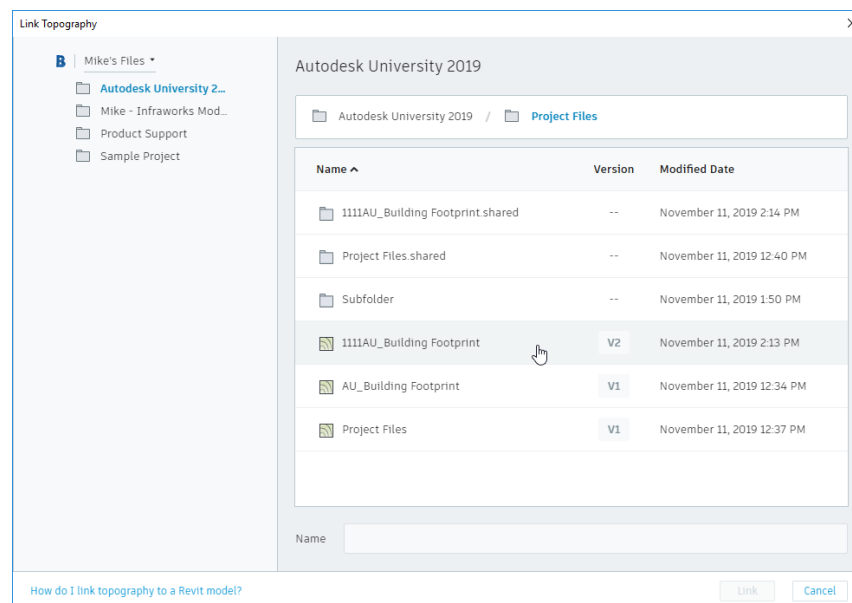 Link Topography
B Mike's Files
Autodesk University 2...
Mike - Infraworks Mod...
Product Support
Sample Project
Autodesk University 2019
Autodesk University 2019 / Project Files
Name Version Modified Date
1111AU_Building Footprint.shared -- November 11, 2019 2:14 PM
Project Files.shared -- November 11, 2019 12:40 PM
Subfolder -- November 11, 2019 1:50 PM
1111AU_Building Footprint V2 November 11, 2019 2:13 PM
AU_Building Footprint V1 November 11, 2019 12:34 PM
Project Files V1 November 11, 2019 12:37 PM
Name
How do I link topography to a Revit model? Link Cancel